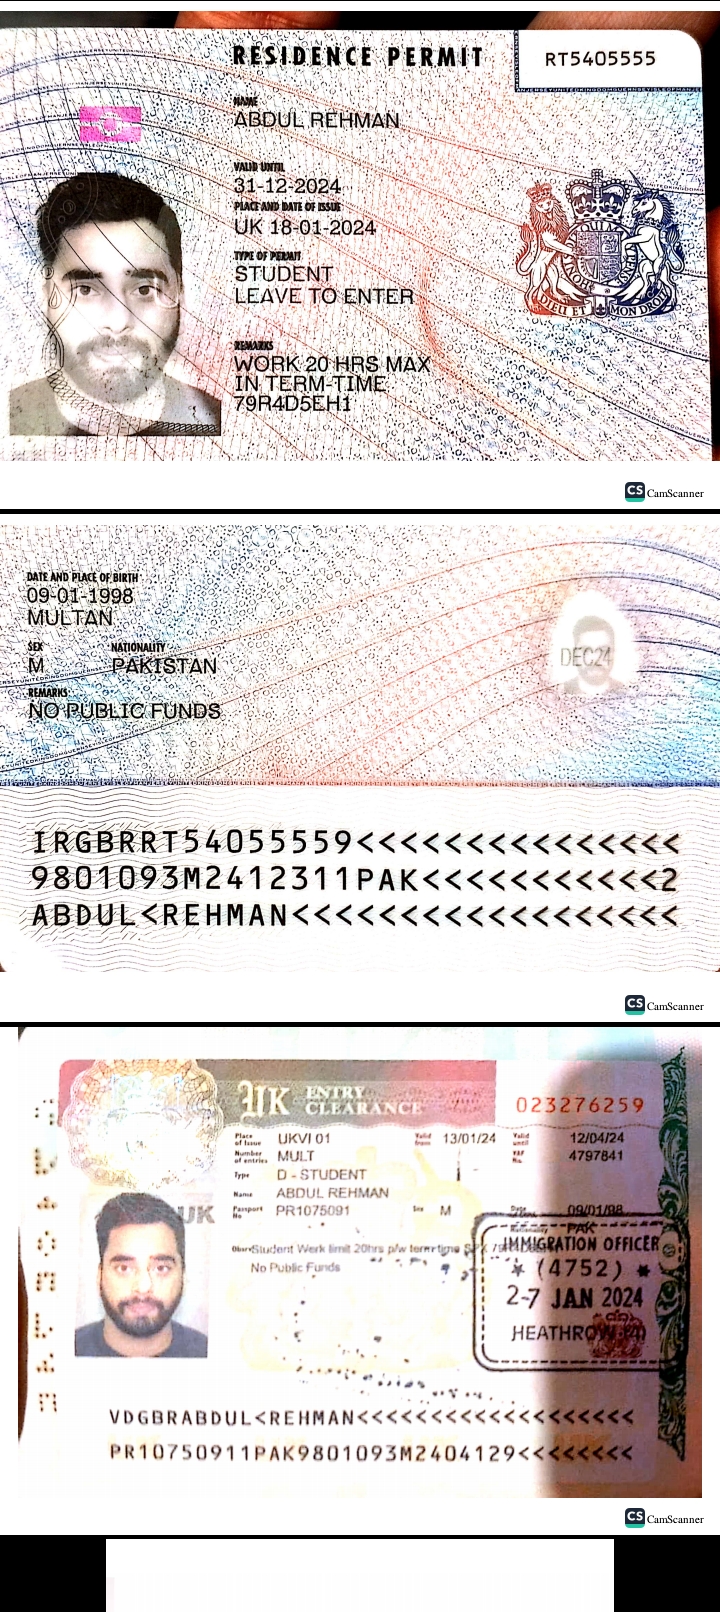 RESIDENCE PERMIT
RT5405555
NAME
ABDUL REHMAN
VALID UNTIL
31-12-2024
PLACE AND DATE OF ISSUE
UK 18-01-2024
TYPE OF PERMIT
STUDENT
LEAVE TO ENTER
REMARKS
WORK 20 HRS MAX
IN TERM-TIME
79R4D5EH1
DIEU ET MON DROIT
CS CamScanner
DATE AND PLACE OF BIRTH
09-01-1998
MULTAN
SEX NATIONALITY
M PAKISTAN
REMARKS
NO PUBLIC FUNDS
DEC24
IRGBRRT54055559<<<<<<<<<<<<<<<
9801093M2412311PAK<<<<<<<<<<<2
ABDUL<REHMAN<<<<<<<<<<<<<<<<<<
CS CamScanner
UK ENTRY CLEARANCE
023276259
Place of Issue UKVI 01 Valid from 13/01/24 Valid until 12/04/24
Number of entries MULT VAF No. 4797841
Type D - STUDENT
Name ABDUL REHMAN
Passport No PR1075091 Sex M 09/01/98
Nationality PAK
UK
Student Work limit 20hrs p/w term time
No Public Funds
IMMIGRATION OFFICER
(4752)
27 JAN 2024
HEATHROW (4)
VDGBRABDUL<REHMAN<<<<<<<<<<<<<<<<<<<
PR10750911PAK9801093M2404129<<<<<<<<
CS CamScanner